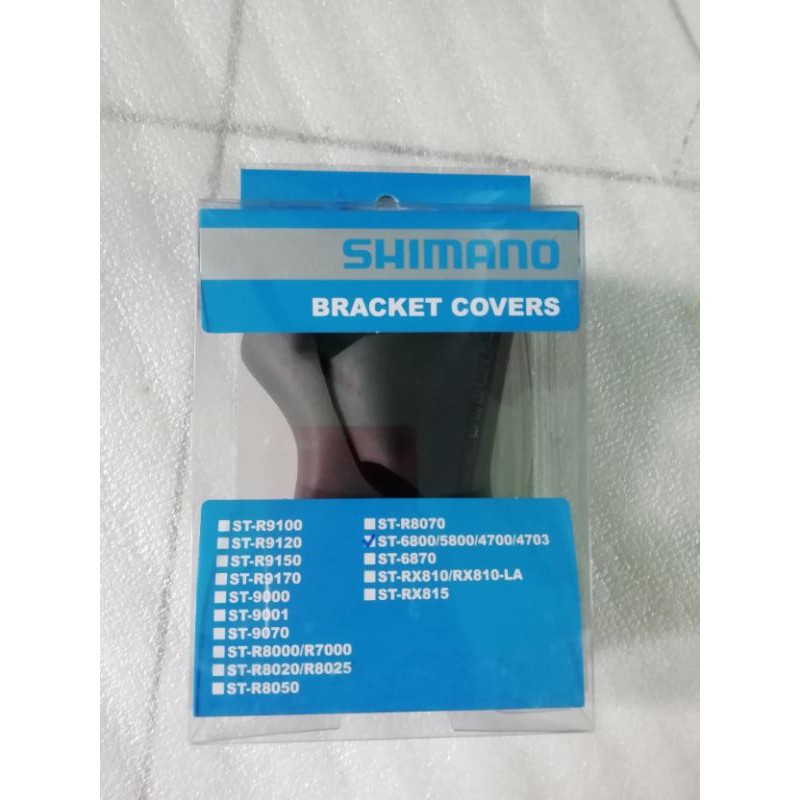 SHIMANO
BRACKET COVERS
ST-R9100
ST-R9120
ST-R9150
ST-R9170
ST-9000
ST-9001
ST-9070
ST-R8000/R7000
ST-R8020/R8025
ST-R8050
ST-R8070
ST-6800/5800/4700/4703
ST-6870
ST-RX810/RX810-LA
ST-RX815